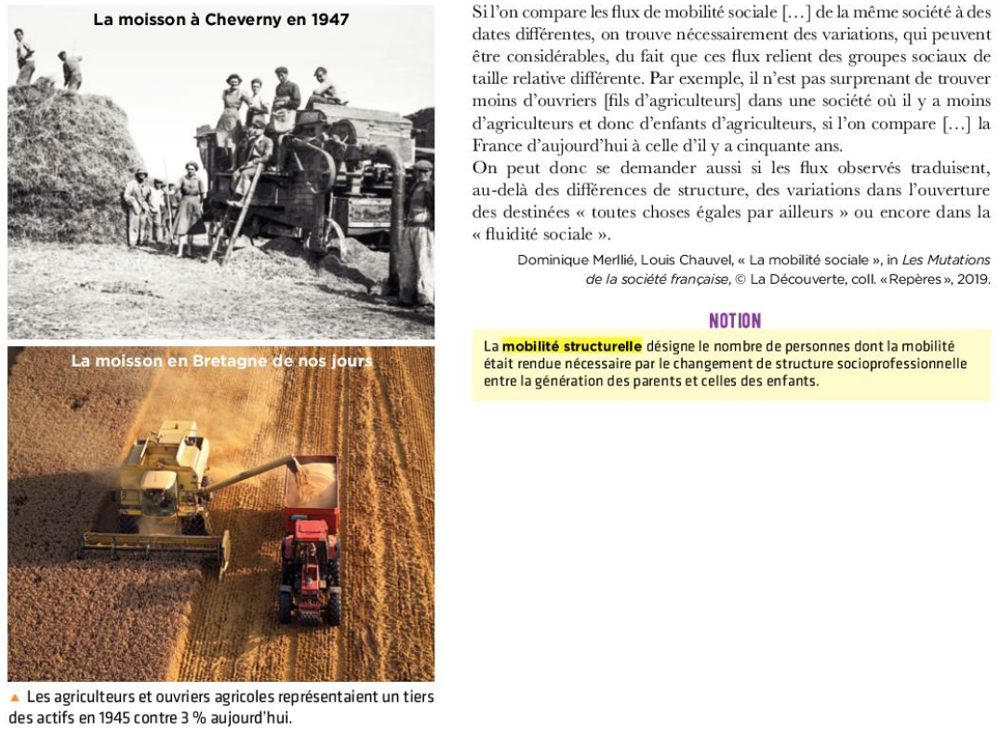 La moisson à Cheverny en 1947
La moisson en Bretagne de nos jours
▲ Les agriculteurs et ouvriers agricoles représentaient un tiers
des actifs en 1945 contre 3 % aujourd'hui.
Si l'on compare les flux de mobilité sociale […] de la même société à des
dates différentes, on trouve nécessairement des variations, qui peuvent
être considérables, du fait que ces flux relient des groupes sociaux de
taille relative différente. Par exemple, il n'est pas surprenant de trouver
moins d'ouvriers [fils d'agriculteurs] dans une société où il y a moins
d'agriculteurs et donc d'enfants d'agriculteurs, si l'on compare […] la
France d'aujourd'hui à celle d'il y a cinquante ans.
On peut donc se demander aussi si les flux observés traduisent,
au-delà des différences de structure, des variations dans l'ouverture
des destinées « toutes choses égales par ailleurs » ou encore dans la
« fluidité sociale ».
Dominique Merllié, Louis Chauvel, « La mobilité sociale », in Les Mutations
de la société française, © La Découverte, coll. « Repères », 2019.
NOTION
La mobilité structurelle désigne le nombre de personnes dont la mobilité
était rendue nécessaire par le changement de structure socioprofessionnelle
entre la génération des parents et celles des enfants.